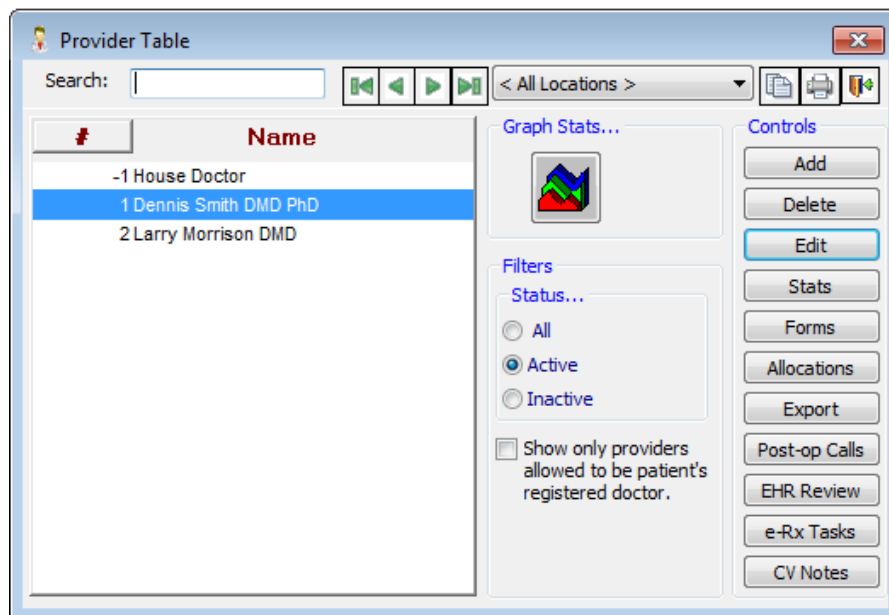 Provider Table
Search:
< All Locations >
# Name
-1 House Doctor
1 Dennis Smith DMD PhD
2 Larry Morrison DMD
Graph Stats...
Filters
Status...
All
Active
Inactive
Show only providers
allowed to be patient's
registered doctor.
Controls
Add
Delete
Edit
Stats
Forms
Allocations
Export
Post-op Calls
EHR Review
e-Rx Tasks
CV Notes